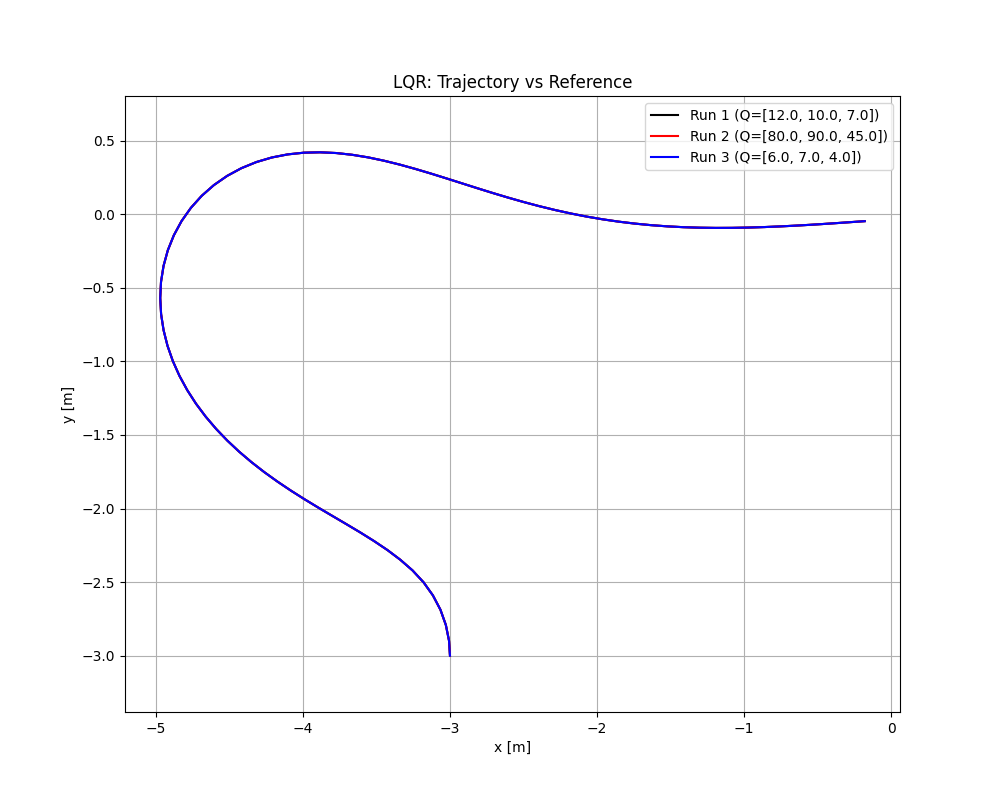 LQR: Trajectory vs Reference
Run 1 (Q=[12.0, 10.0, 7.0])
Run 2 (Q=[80.0, 90.0, 45.0])
Run 3 (Q=[6.0, 7.0, 4.0])
0.5
0.0
−0.5
−1.0
−1.5
−2.0
−2.5
−3.0
y [m]
−5 −4 −3 −2 −1 0
x [m]